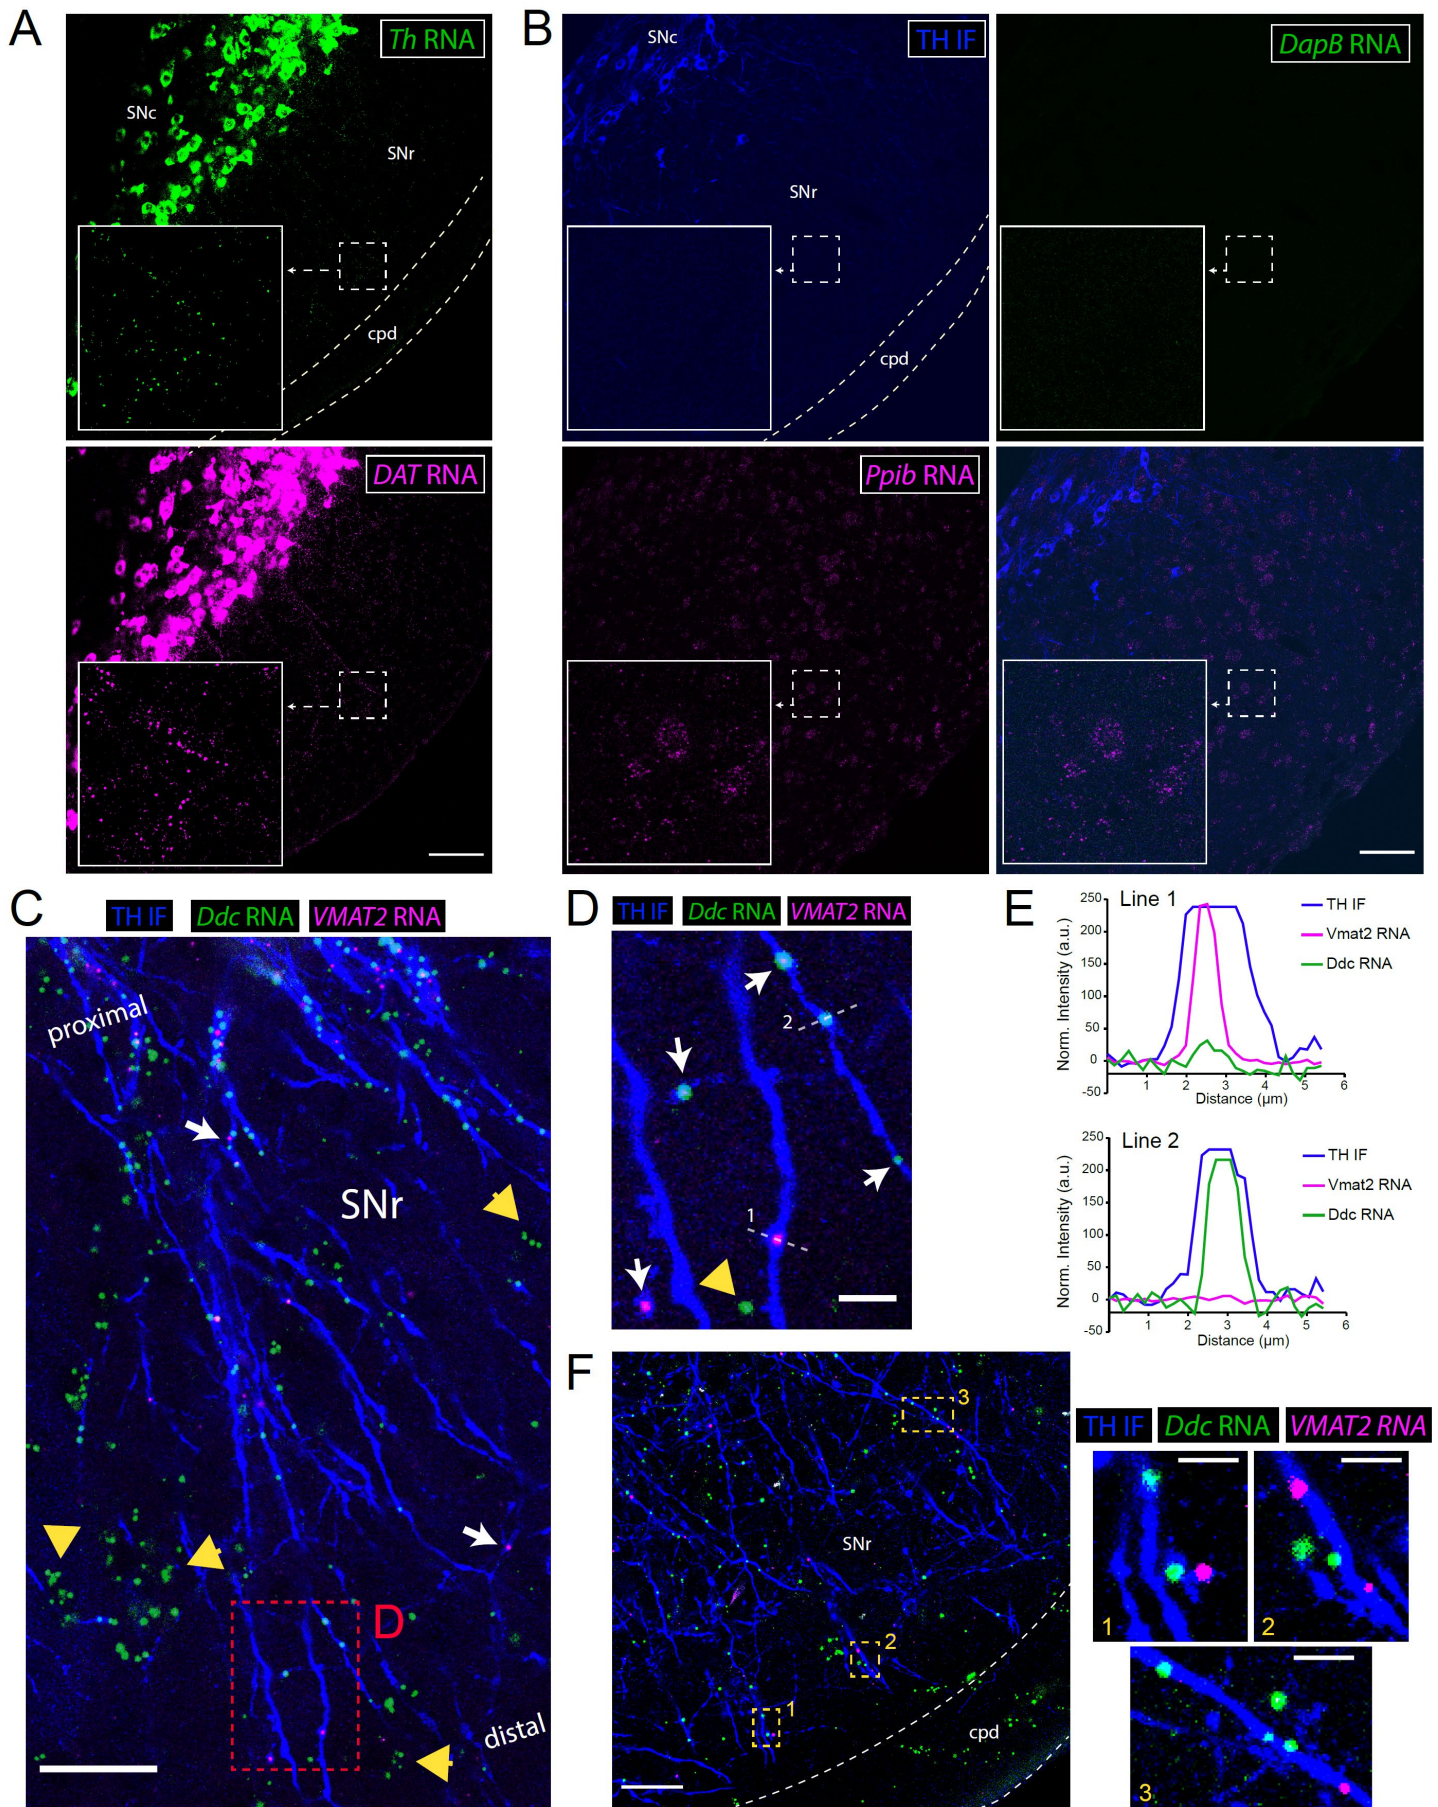 A
Th RNA
SNc
SNr
cpd
DAT RNA
B
TH IF
SNc
SNr
cpd
DapB RNA
Ppib RNA
C
TH IF Ddc RNA VMAT2 RNA
proximal
SNr
D
distal
D
TH IF Ddc RNA VMAT2 RNA
2
1
E
Line 1
TH IF
Vmat2 RNA
Ddc RNA
Norm. Intensity (a.u.)
250
200
150
100
50
0
-50
1 2 3 4 5 6
Distance (µm)
Line 2
TH IF
Vmat2 RNA
Ddc RNA
Norm. Intensity (a.u.)
250
200
150
100
50
0
-50
1 2 3 4 5 6
Distance (µm)
F
3
SNr
2
1
cpd
TH IF Ddc RNA VMAT2 RNA
1
2
3